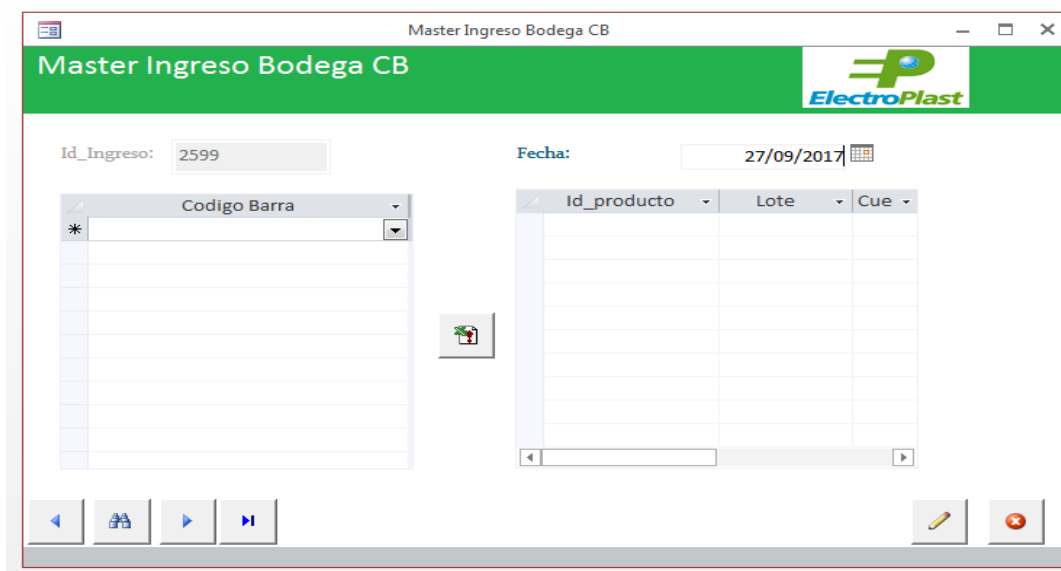 Master Ingreso Bodega CB
Master Ingreso Bodega CB
ElectroPlast
Id_Ingreso: 2599 Fecha: 27/09/2017
Codigo Barra
Id_producto Lote Cue